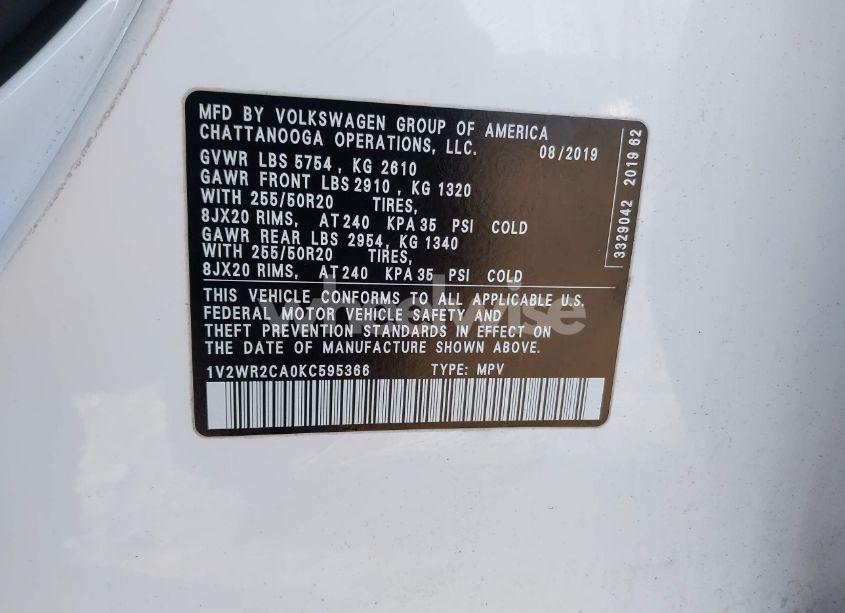 MFD BY VOLKSWAGEN GROUP OF AMERICA
CHATTANOOGA OPERATIONS, LLC. 08/2019
GVWR LBS 5754 , KG 2610
GAWR FRONT LBS 2910 , KG 1320
WITH 255/50R20 TIRES,
8JX20 RIMS, AT 240 KPA 35 PSI COLD
GAWR REAR LBS 2954, KG 1340
WITH 255/50R20 TIRES,
8JX20 RIMS, AT 240 KPA 35 PSI COLD
THIS VEHICLE CONFORMS TO ALL APPLICABLE U.S.
FEDERAL MOTOR VEHICLE SAFETY AND
THEFT PREVENTION STANDARDS IN EFFECT ON
THE DATE OF MANUFACTURE SHOWN ABOVE.
1V2WR2CA0KC595366 TYPE: MPV
3329042 2019 62
wheelwise